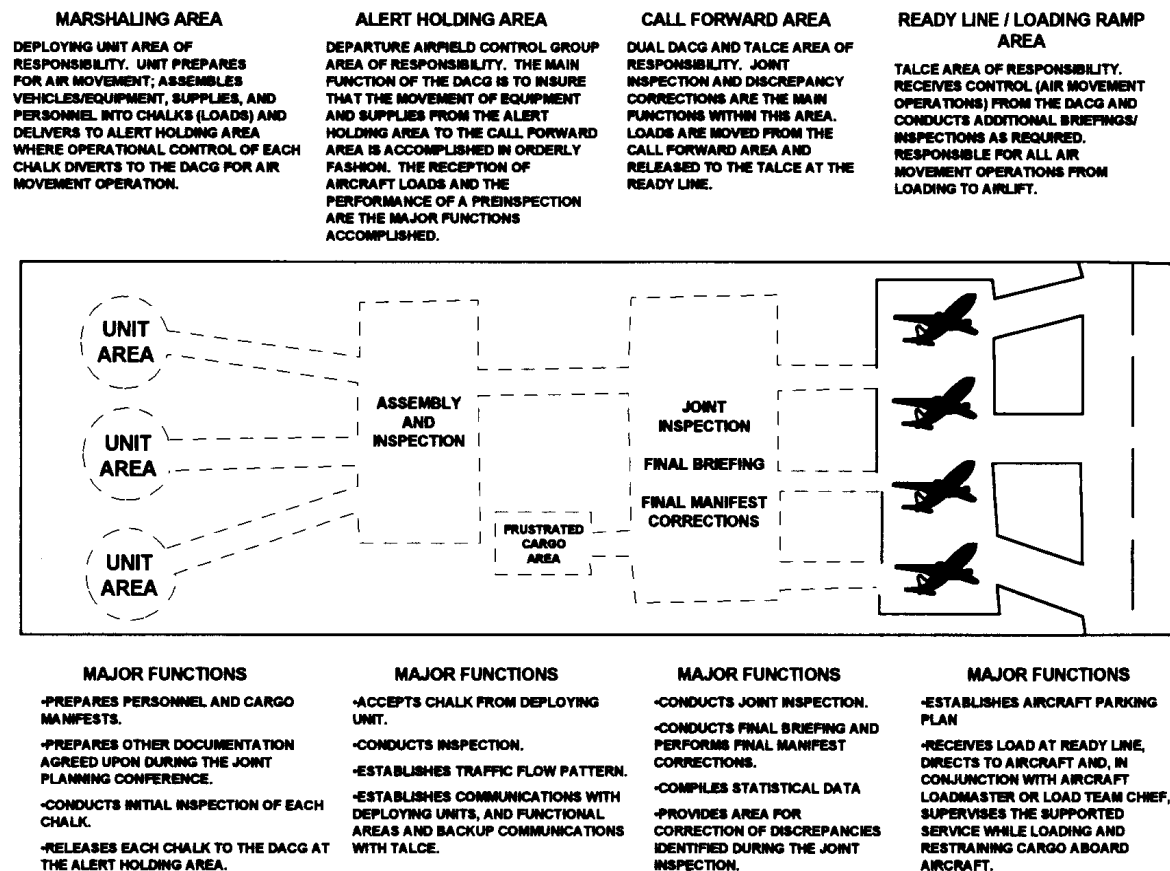 MARSHALING AREA
DEPLOYING UNIT AREA OF
RESPONSIBILITY. UNIT PREPARES
FOR AIR MOVEMENT; ASSEMBLES
VEHICLES/EQUIPMENT, SUPPLIES, AND
PERSONNEL INTO CHALKS (LOADS) AND
DELIVERS TO ALERT HOLDING AREA
WHERE OPERATIONAL CONTROL OF EACH
CHALK DIVERTS TO THE DACG FOR AIR
MOVEMENT OPERATION.
ALERT HOLDING AREA
DEPARTURE AIRFIELD CONTROL GROUP
AREA OF RESPONSIBILITY. THE MAIN
FUNCTION OF THE DACG IS TO INSURE
THAT THE MOVEMENT OF EQUIPMENT
AND SUPPLIES FROM THE ALERT
HOLDING AREA TO THE CALL FORWARD
AREA IS ACCOMPLISHED IN ORDERLY
FASHION. THE RECEPTION OF
AIRCRAFT LOADS AND THE
PERFORMANCE OF A PREINSPECTION
ARE THE MAJOR FUNCTIONS
ACCOMPLISHED.
CALL FORWARD AREA
DUAL DACG AND TALCE AREA OF
RESPONSIBILITY. JOINT
INSPECTION AND DISCREPANCY
CORRECTIONS ARE THE MAIN
FUNCTIONS WITHIN THIS AREA.
LOADS ARE MOVED FROM THE
CALL FORWARD AREA AND
RELEASED TO THE TALCE AT THE
READY LINE.
READY LINE / LOADING RAMP
AREA
TALCE AREA OF RESPONSIBILITY.
RECEIVES CONTROL (AIR MOVEMENT
OPERATIONS) FROM THE DACG AND
CONDUCTS ADDITIONAL BRIEFINGS/
INSPECTIONS AS REQUIRED.
RESPONSIBLE FOR ALL AIR
MOVEMENT OPERATIONS FROM
LOADING TO AIRLIFT.
UNIT
AREA
UNIT
AREA
UNIT
AREA
ASSEMBLY
AND
INSPECTION
FRUSTRATED
CARGO
AREA
JOINT
INSPECTION
FINAL BRIEFING
FINAL MANIFEST
CORRECTIONS
MAJOR FUNCTIONS
•PREPARES PERSONNEL AND CARGO
MANIFESTS.
•PREPARES OTHER DOCUMENTATION
AGREED UPON DURING THE JOINT
PLANNING CONFERENCE.
•CONDUCTS INITIAL INSPECTION OF EACH
CHALK.
•RELEASES EACH CHALK TO THE DACG AT
THE ALERT HOLDING AREA.
MAJOR FUNCTIONS
•ACCEPTS CHALK FROM DEPLOYING
UNIT.
•CONDUCTS INSPECTION.
•ESTABLISHES TRAFFIC FLOW PATTERN.
•ESTABLISHES COMMUNICATIONS WITH
DEPLOYING UNITS, AND FUNCTIONAL
AREAS AND BACKUP COMMUNICATIONS
WITH TALCE.
MAJOR FUNCTIONS
•CONDUCTS JOINT INSPECTION.
•CONDUCTS FINAL BRIEFING AND
PERFORMS FINAL MANIFEST
CORRECTIONS.
•COMPILES STATISTICAL DATA
•PROVIDES AREA FOR
CORRECTION OF DISCREPANCIES
IDENTIFIED DURING THE JOINT
INSPECTION.
MAJOR FUNCTIONS
•ESTABLISHES AIRCRAFT PARKING
PLAN
•RECEIVES LOAD AT READY LINE,
DIRECTS TO AIRCRAFT AND, IN
CONJUNCTION WITH AIRCRAFT
LOADMASTER OR LOAD TEAM CHIEF,
SUPERVISES THE SUPPORTED
SERVICE WHILE LOADING AND
RESTRAINING CARGO ABOARD
AIRCRAFT.